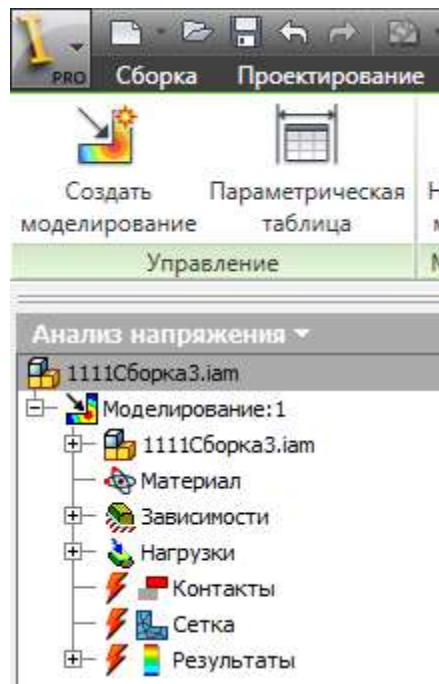 PRO
Сборка Проектирование
Создать моделирование
Параметрическая таблица
Управление
Анализ напряжения
1111Сборка3.iam
Моделирование:1
1111Сборка3.iam
Материал
Зависимости
Нагрузки
Контакты
Сетка
Результаты